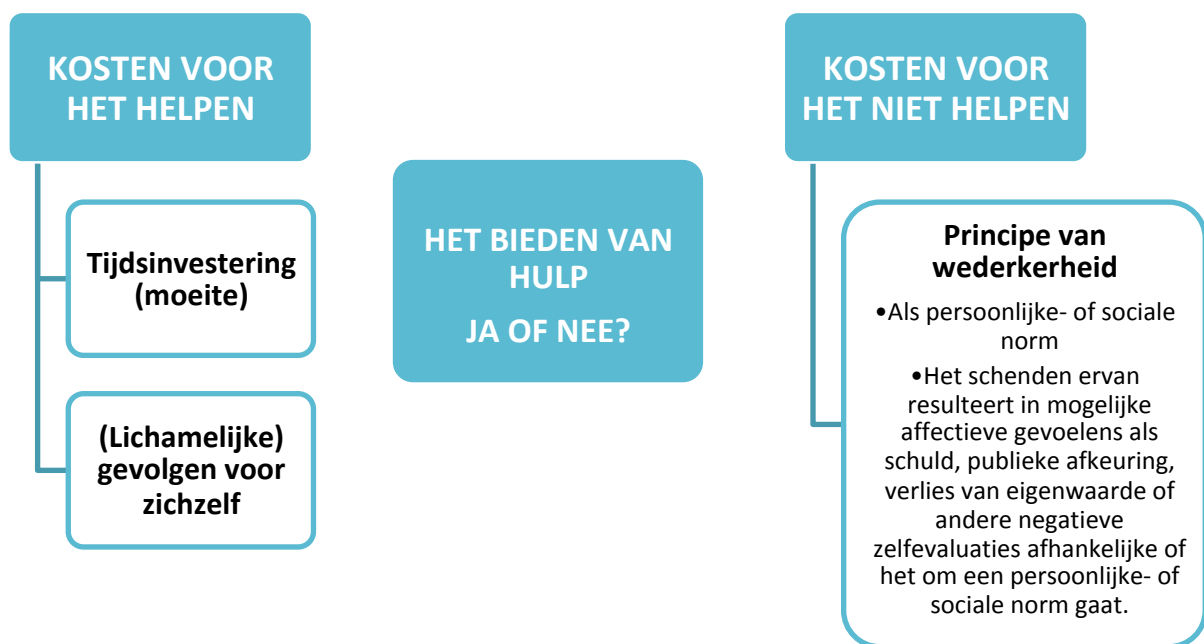 KOSTEN VOOR
HET HELPEN
Tijdsinvestering
(moeite)
(Lichamelijke)
gevolgen voor
zichzelf
HET BIEDEN VAN
HULP
JA OF NEE?
KOSTEN VOOR
HET NIET HELPEN
Principe van
wederkerheid
•Als persoonlijke- of sociale
norm
•Het schenden ervan
resulteert in mogelijke
affectieve gevoelens als
schuld, publieke afkeuring,
verlies van eigenwaarde of
andere negatieve
zelfevaluaties afhankelijke of
het om een persoonlijke- of
sociale norm gaat.